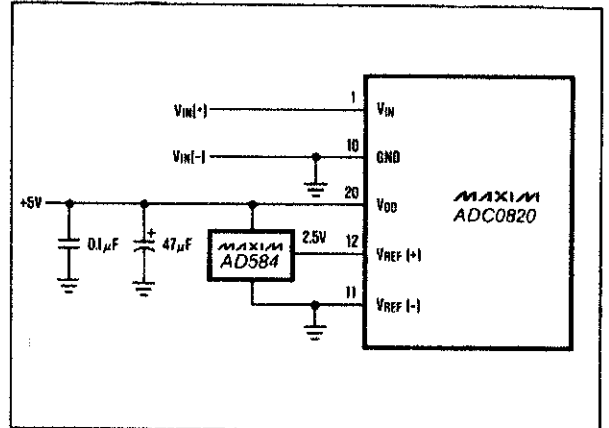 1
VIN(+)
VIN
10
VIN(-)
GND
+5V
20
VDD
MAXIM
ADC0820
0.1μF
+
47μF
MAXIM
AD584
2.5V
12
VREF (+)
11
VREF (-)